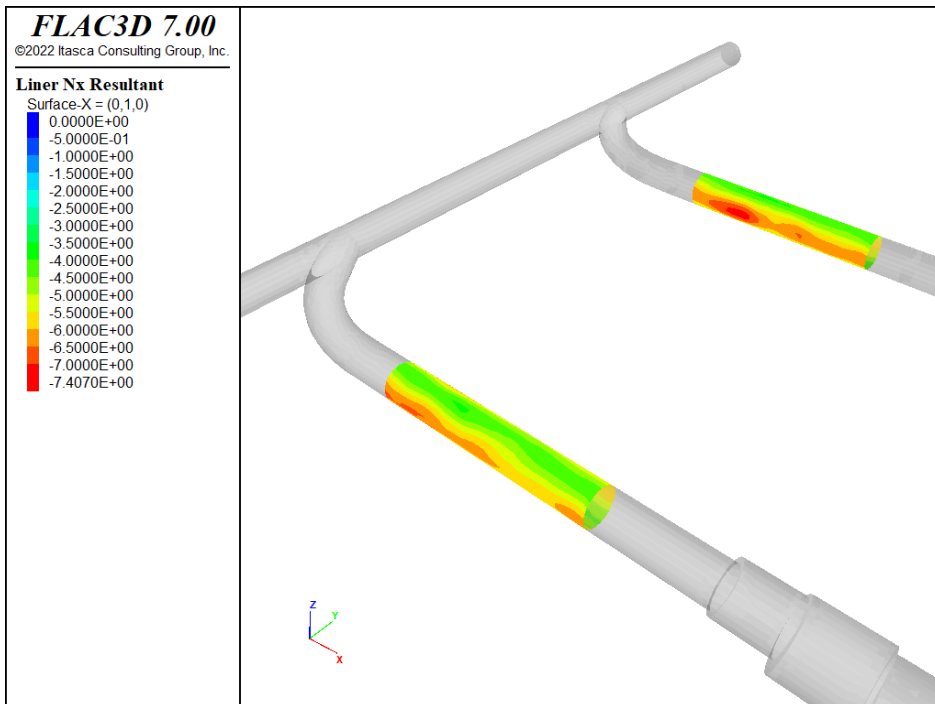 FLAC3D 7.00
©2022 Itasca Consulting Group, Inc.
Liner Nx Resultant
Surface-X = (0,1,0)
0.0000E+00
-5.0000E-01
-1.0000E+00
-1.5000E+00
-2.0000E+00
-2.5000E+00
-3.0000E+00
-3.5000E+00
-4.0000E+00
-4.5000E+00
-5.0000E+00
-5.5000E+00
-6.0000E+00
-6.5000E+00
-7.0000E+00
-7.4070E+00
Z
Y
X